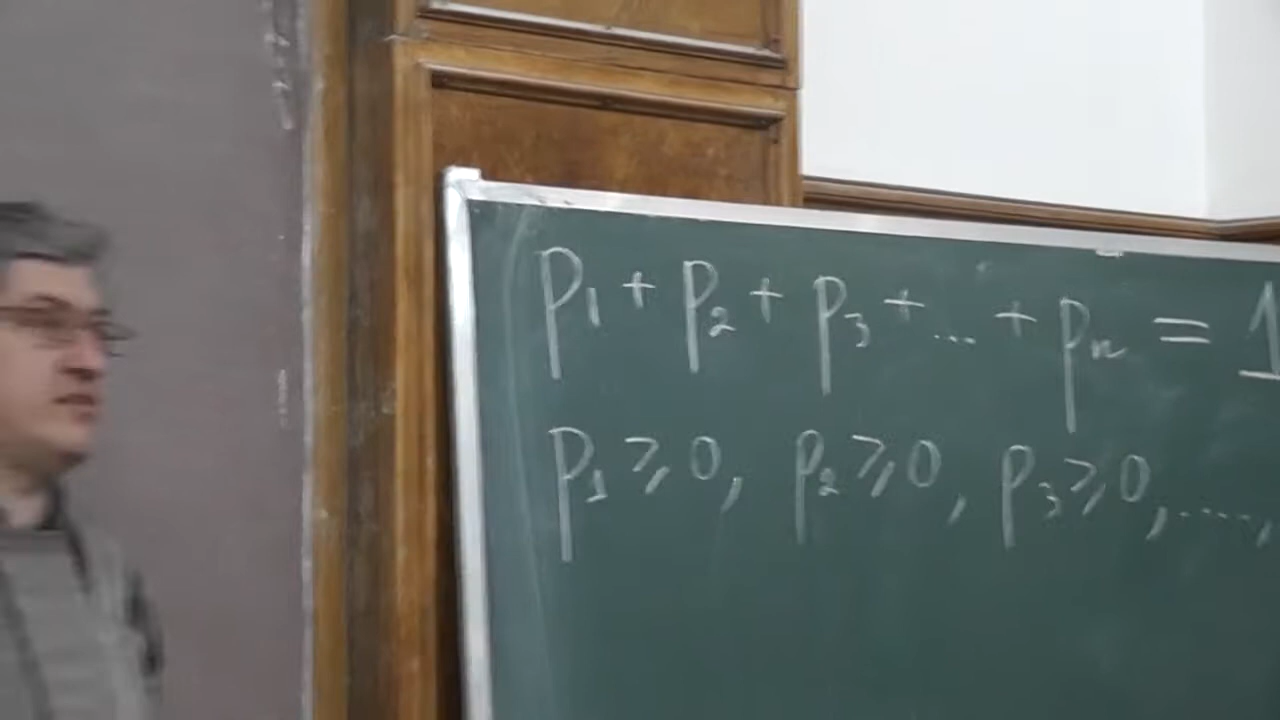 p₁ + p₂ + p₃ + ... + pₙ = 1
p₁ ⩾ 0, p₂ ⩾ 0, p₃ ⩾ 0, ....,